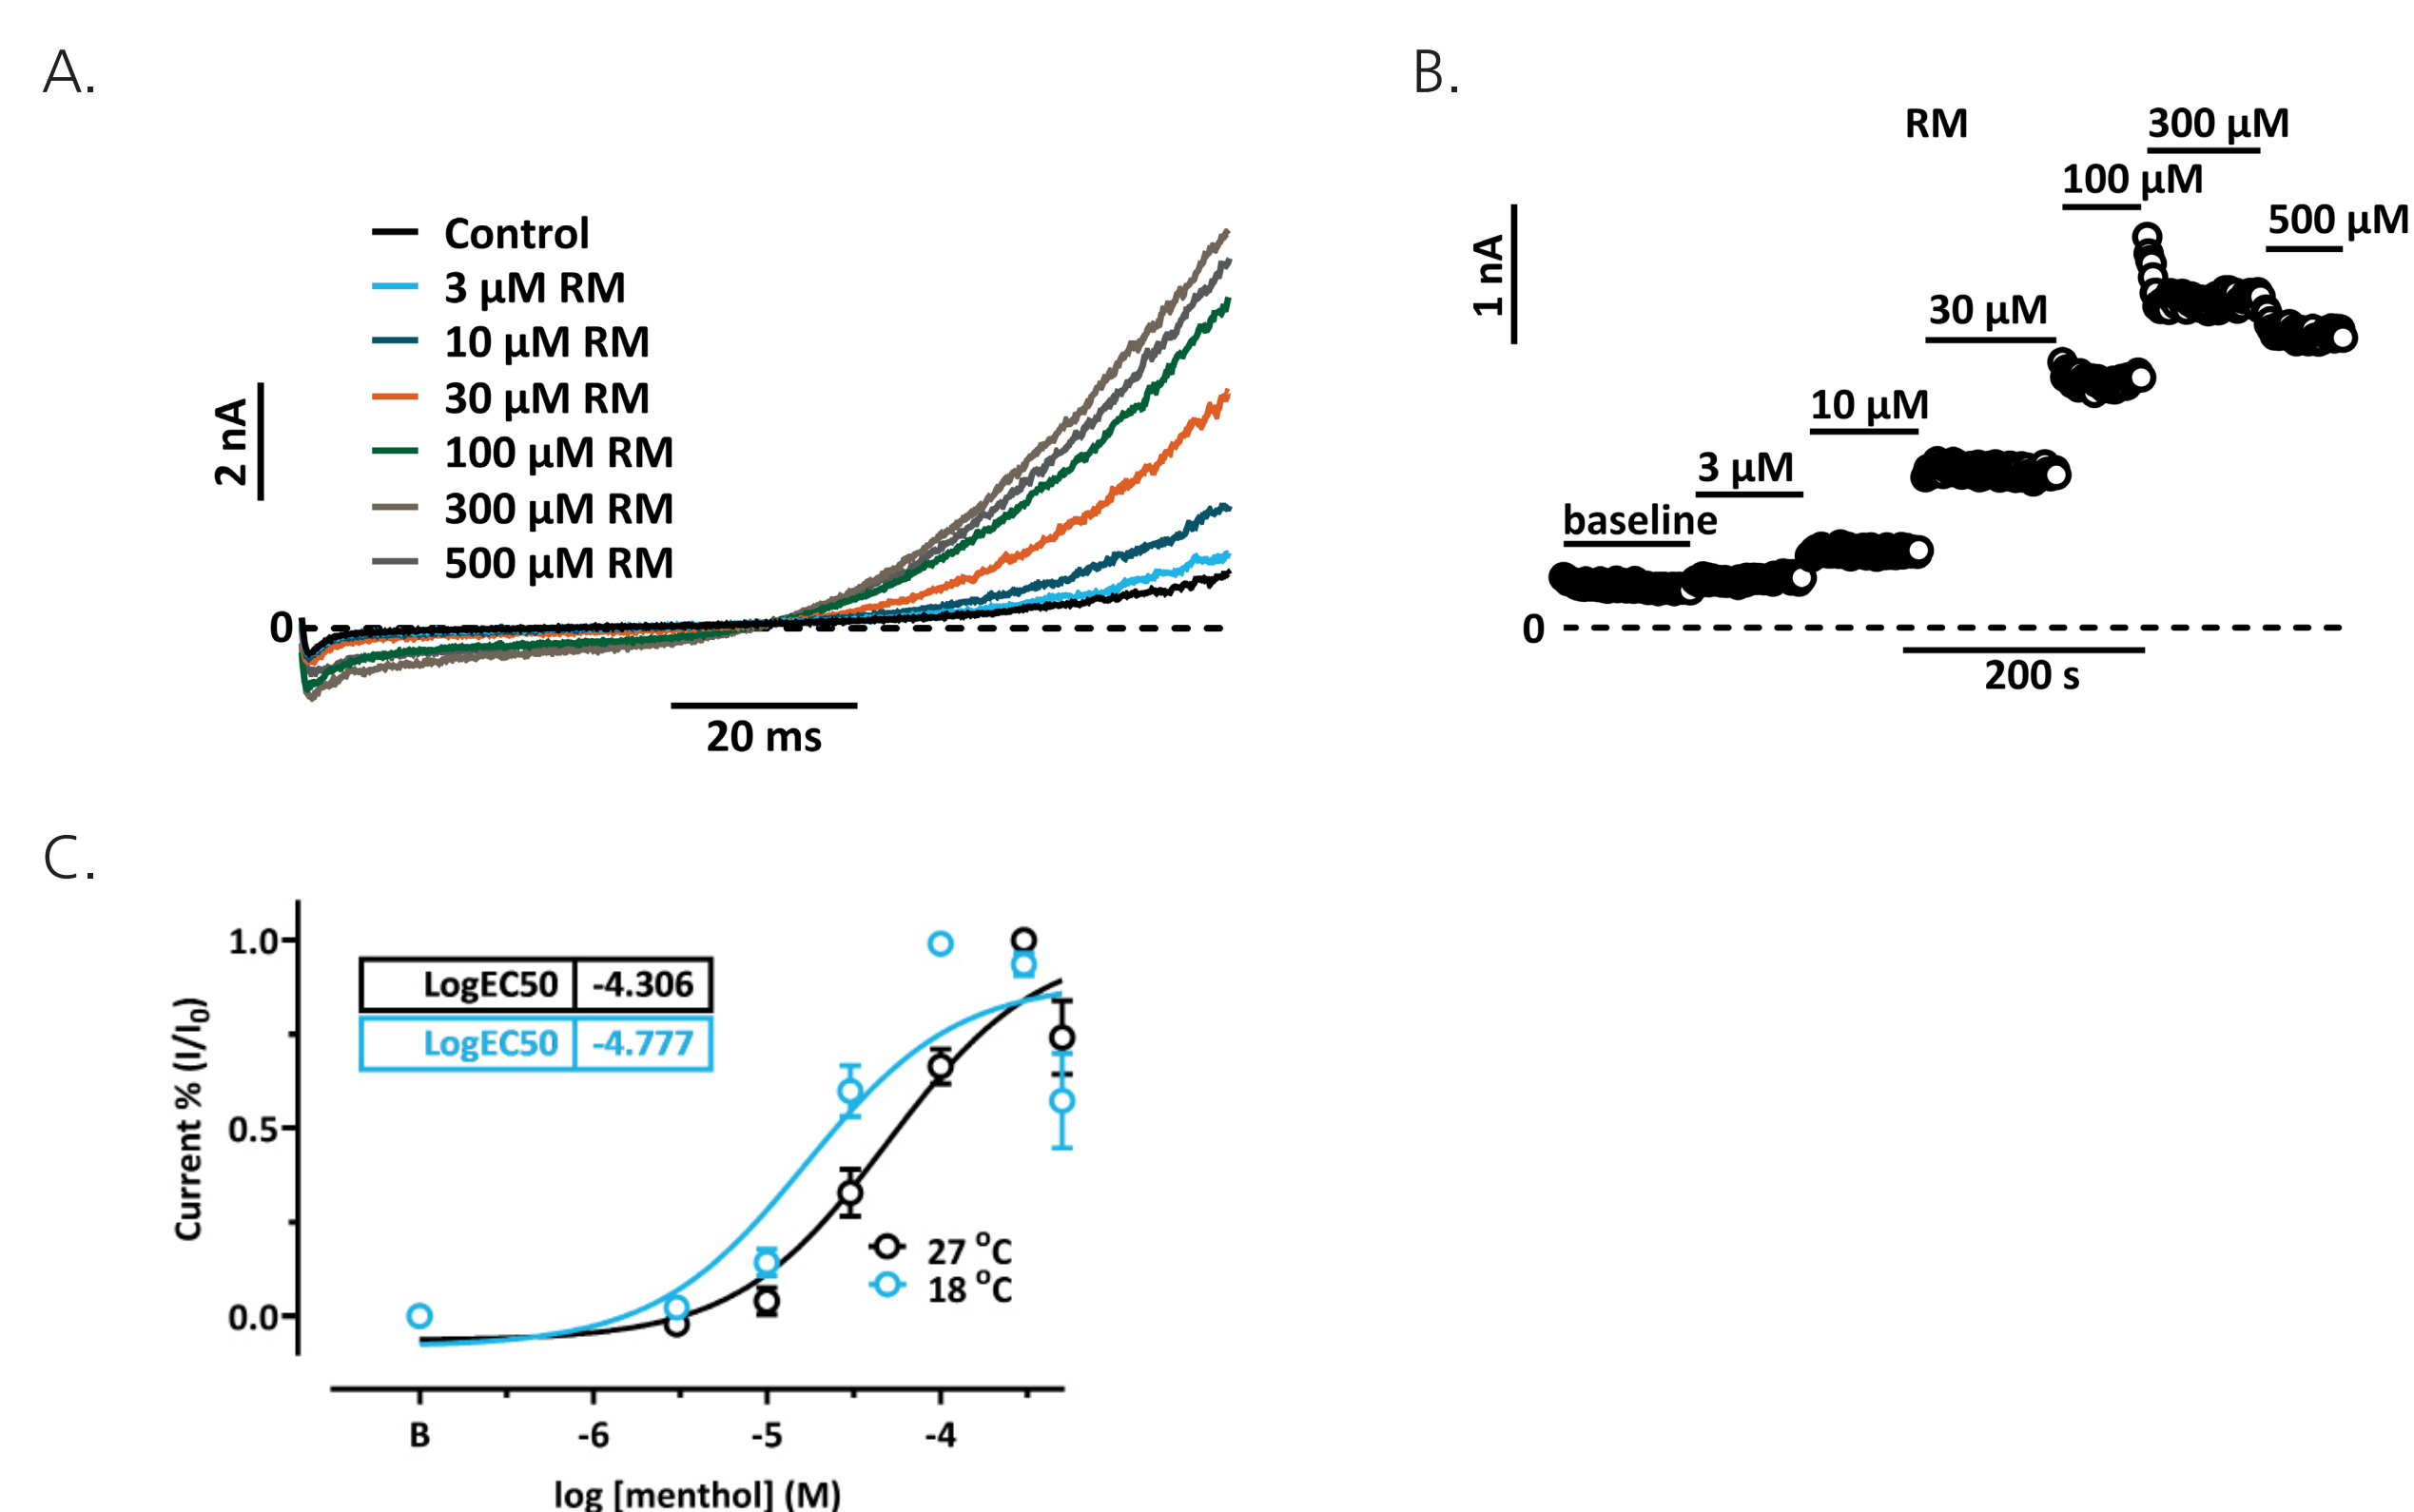 A.
Control
3 µM RM
10 µM RM
30 µM RM
100 µM RM
300 µM RM
500 µM RM
2 nA
0
20 ms
B.
RM
300 µM
100 µM
500 µM
1 nA
30 µM
10 µM
3 µM
baseline
0
200 s
C.
1.0
LogEC50 -4.306
LogEC50 -4.777
Current % (I/I0)
0.5
27 °C
18 °C
0.0
B -6 -5 -4
log [menthol] (M)